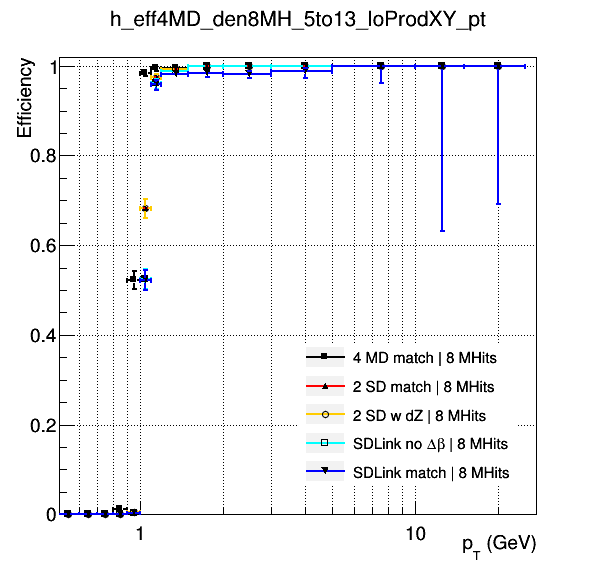 h_eff4MD_den8MH_5to13_loProdXY_pt
Efficiency
1
0.8
0.6
0.4
0.2
0
4 MD match | 8 MHits
2 SD match | 8 MHits
2 SD w dZ | 8 MHits
SDLink no Δβ | 8 MHits
SDLink match | 8 MHits
1
10
p_T (GeV)